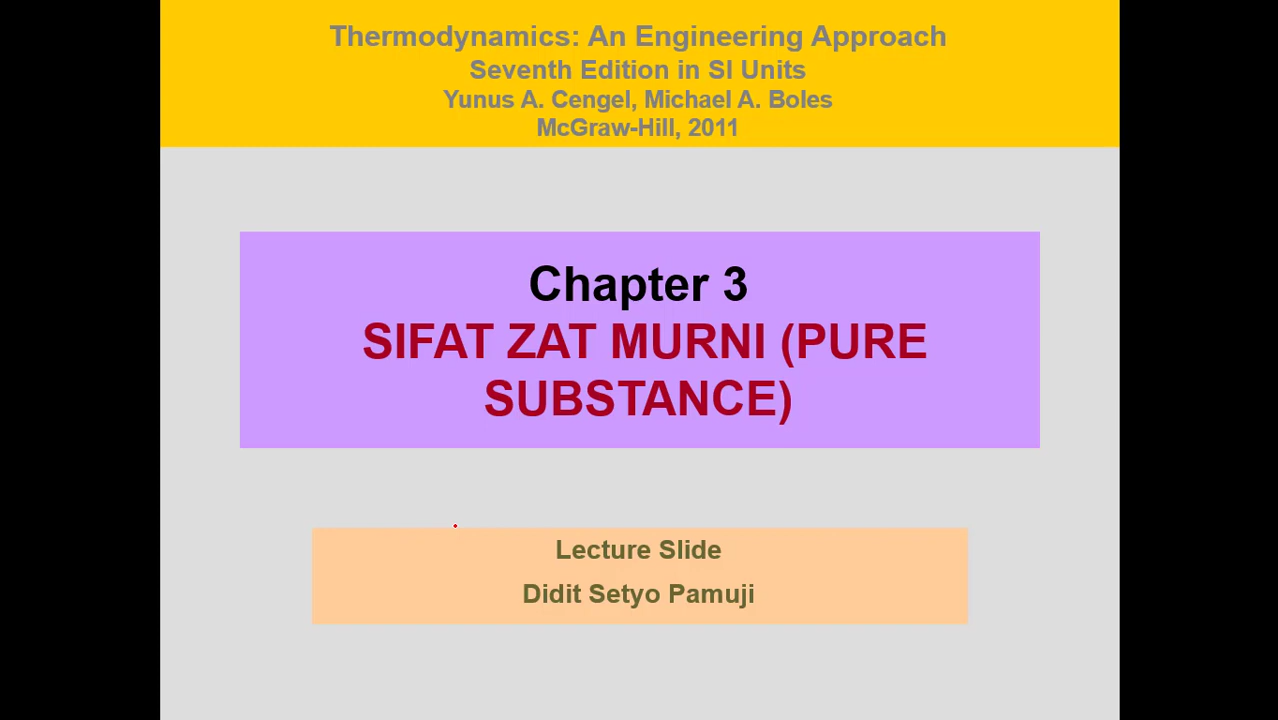 Thermodynamics: An Engineering Approach
Seventh Edition in SI Units
Yunus A. Cengel, Michael A. Boles
McGraw-Hill, 2011
Chapter 3
SIFAT ZAT MURNI (PURE
SUBSTANCE)
Lecture Slide
Didit Setyo Pamuji